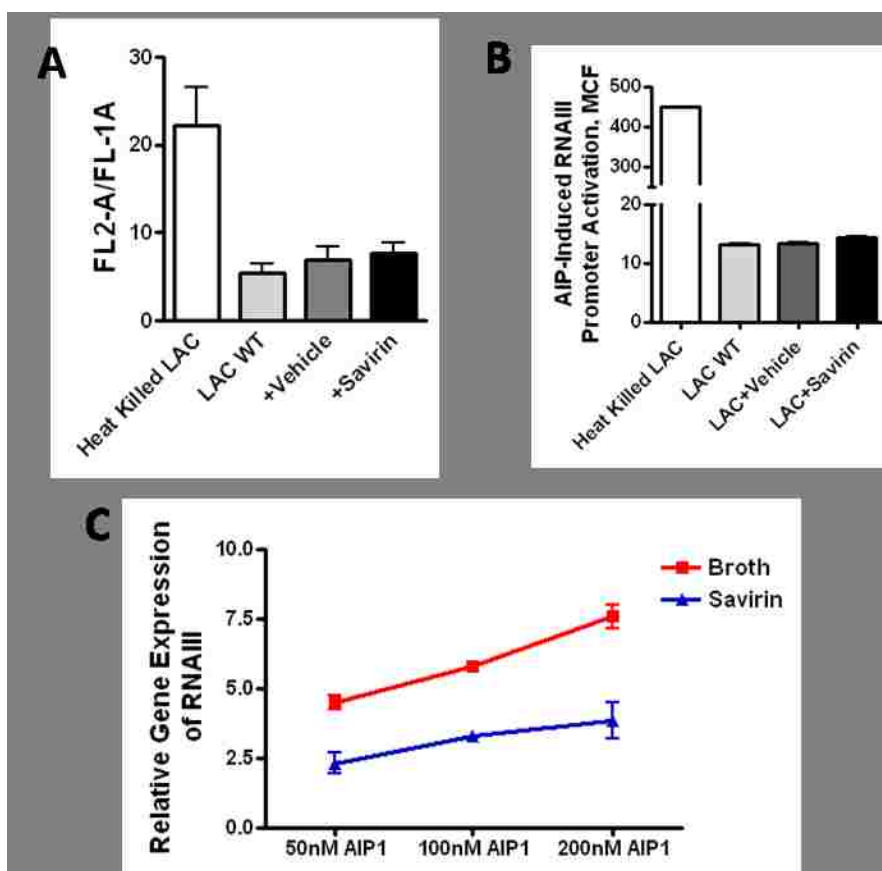 A
FL2-A/FL-1A
30
20
10
0
Heat Killed LAC
LAC WT
+Vehicle
+Savirin
B
AIP-Induced RNAIII
Promoter Activation, MCF
500
400
300
20
10
0
Heat Killed LAC
LAC WT
LAC+Vehicle
LAC+Savirin
C
Relative Gene Expression
of RNAIII
10.0
7.5
5.0
2.5
0.0
50nM AIP1
100nM AIP1
200nM AIP1
Broth
Savirin